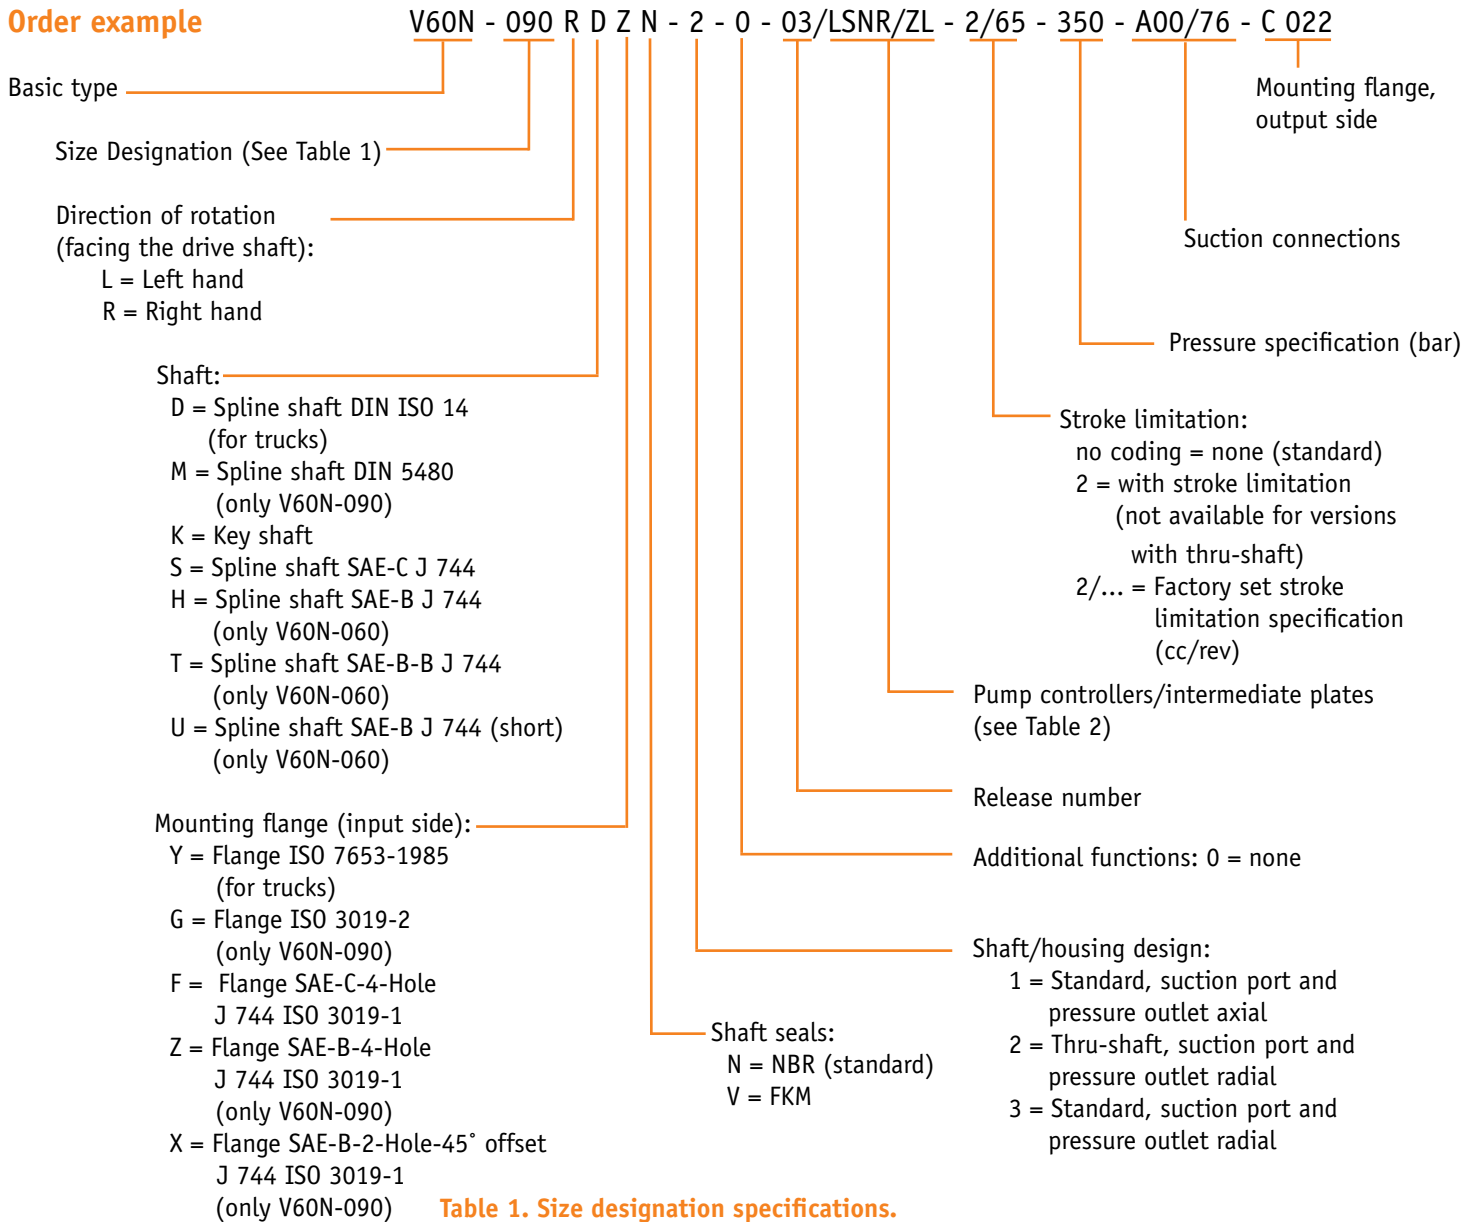 Order example
V60N - 090 R D Z N - 2 - 0 - 03/LSNR/ZL - 2/65 - 350 - A00/76 - C 022
Basic type
Size Designation (See Table 1)
Direction of rotation
(facing the drive shaft):
L = Left hand
R = Right hand
Shaft:
D = Spline shaft DIN ISO 14
(for trucks)
M = Spline shaft DIN 5480
(only V60N-090)
K = Key shaft
S = Spline shaft SAE-C J 744
H = Spline shaft SAE-B J 744
(only V60N-060)
T = Spline shaft SAE-B-B J 744
(only V60N-060)
U = Spline shaft SAE-B J 744 (short)
(only V60N-060)
Mounting flange (input side):
Y = Flange ISO 7653-1985
(for trucks)
G = Flange ISO 3019-2
(only V60N-090)
F = Flange SAE-C-4-Hole
J 744 ISO 3019-1
Z = Flange SAE-B-4-Hole
J 744 ISO 3019-1
(only V60N-090)
X = Flange SAE-B-2-Hole-45° offset
J 744 ISO 3019-1
(only V60N-090)
Shaft seals:
N = NBR (standard)
V = FKM
Mounting flange,
output side
Suction connections
Pressure specification (bar)
Stroke limitation:
no coding = none (standard)
2 = with stroke limitation
(not available for versions
with thru-shaft)
2/... = Factory set stroke
limitation specification
(cc/rev)
Pump controllers/intermediate plates
(see Table 2)
Release number
Additional functions: 0 = none
Shaft/housing design:
1 = Standard, suction port and
pressure outlet axial
2 = Thru-shaft, suction port and
pressure outlet radial
3 = Standard, suction port and
pressure outlet radial
Table 1. Size designation specifications.